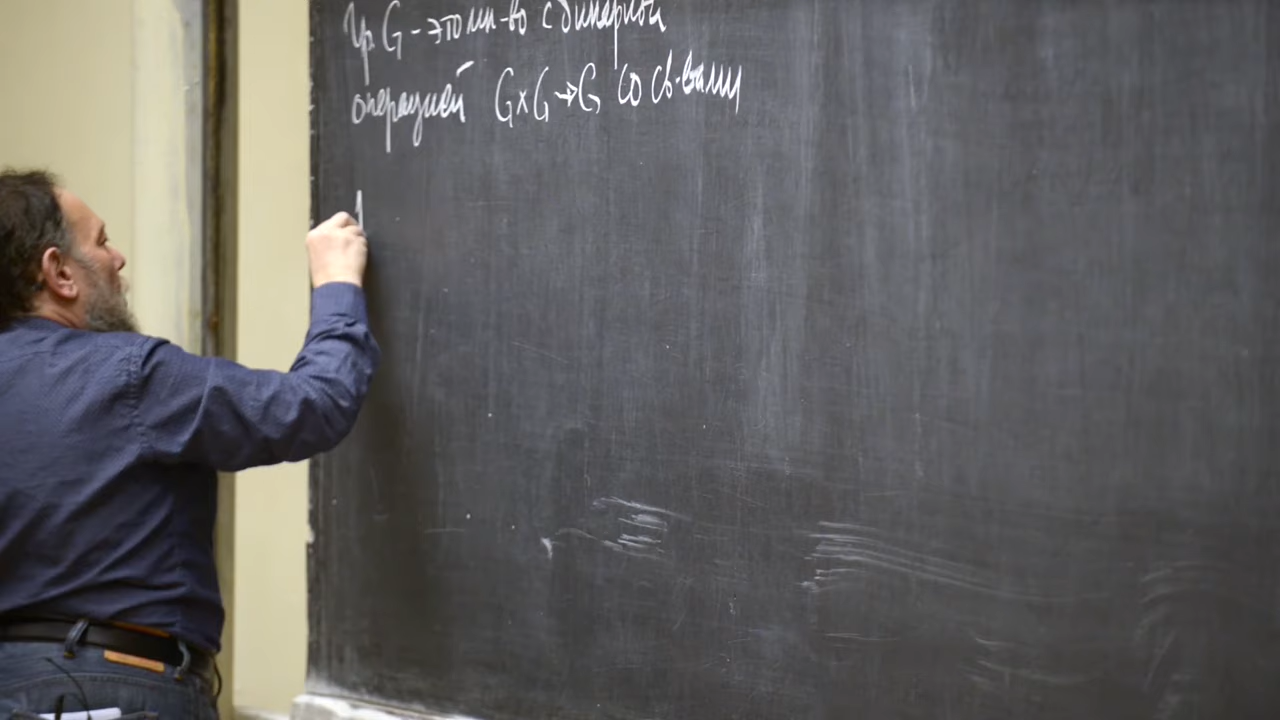 Гр. G - это мн-во с бинарной
операцией G×G→G со св-вами